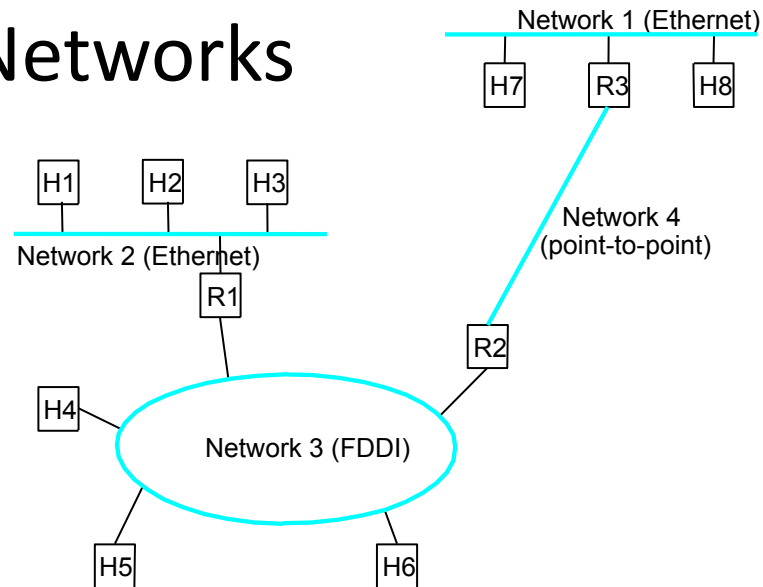 Networks
Network 1 (Ethernet)
H7
R3
H8
H1
H2
H3
Network 4
(point-to-point)
Network 2 (Ethernet)
R1
R2
H4
Network 3 (FDDI)
H5
H6